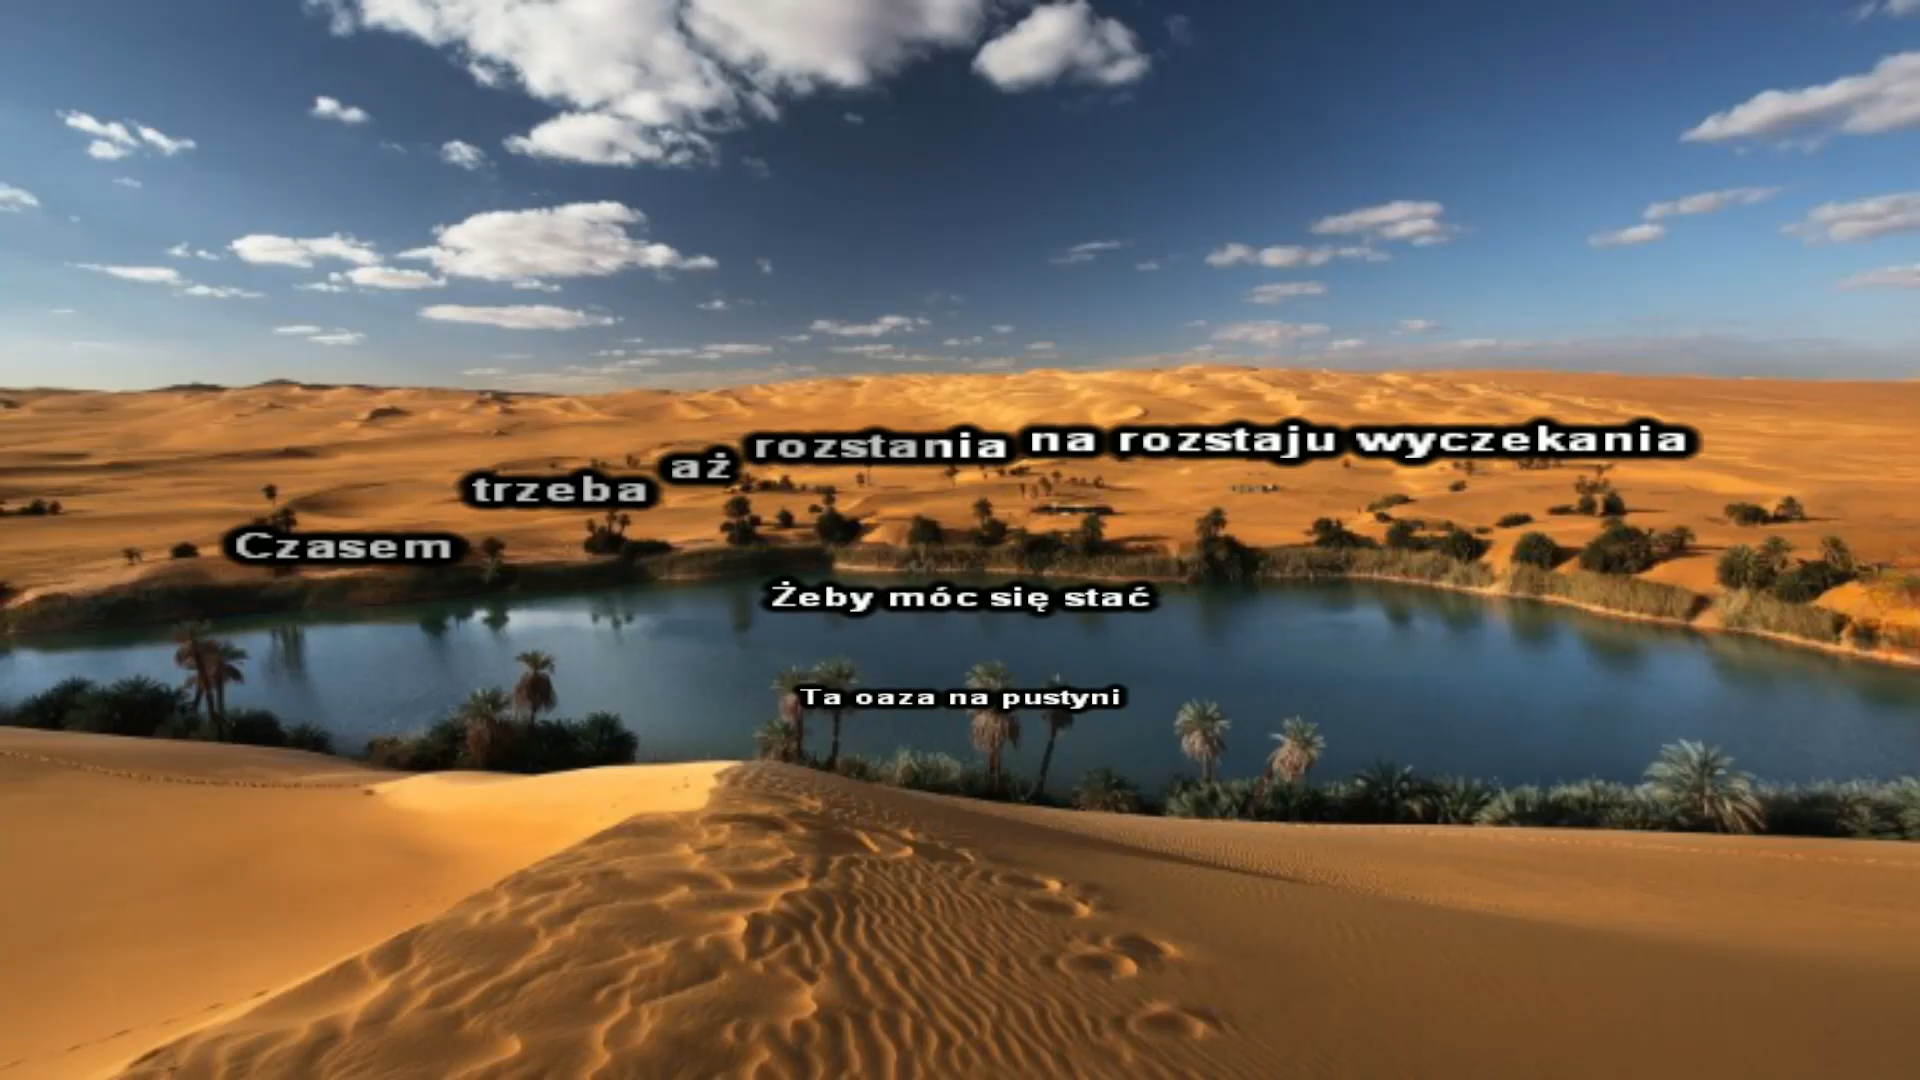 Czasem trzeba aż rozstania na rozstaju wyczekania
Żeby móc się stać
Ta oaza na pustyni